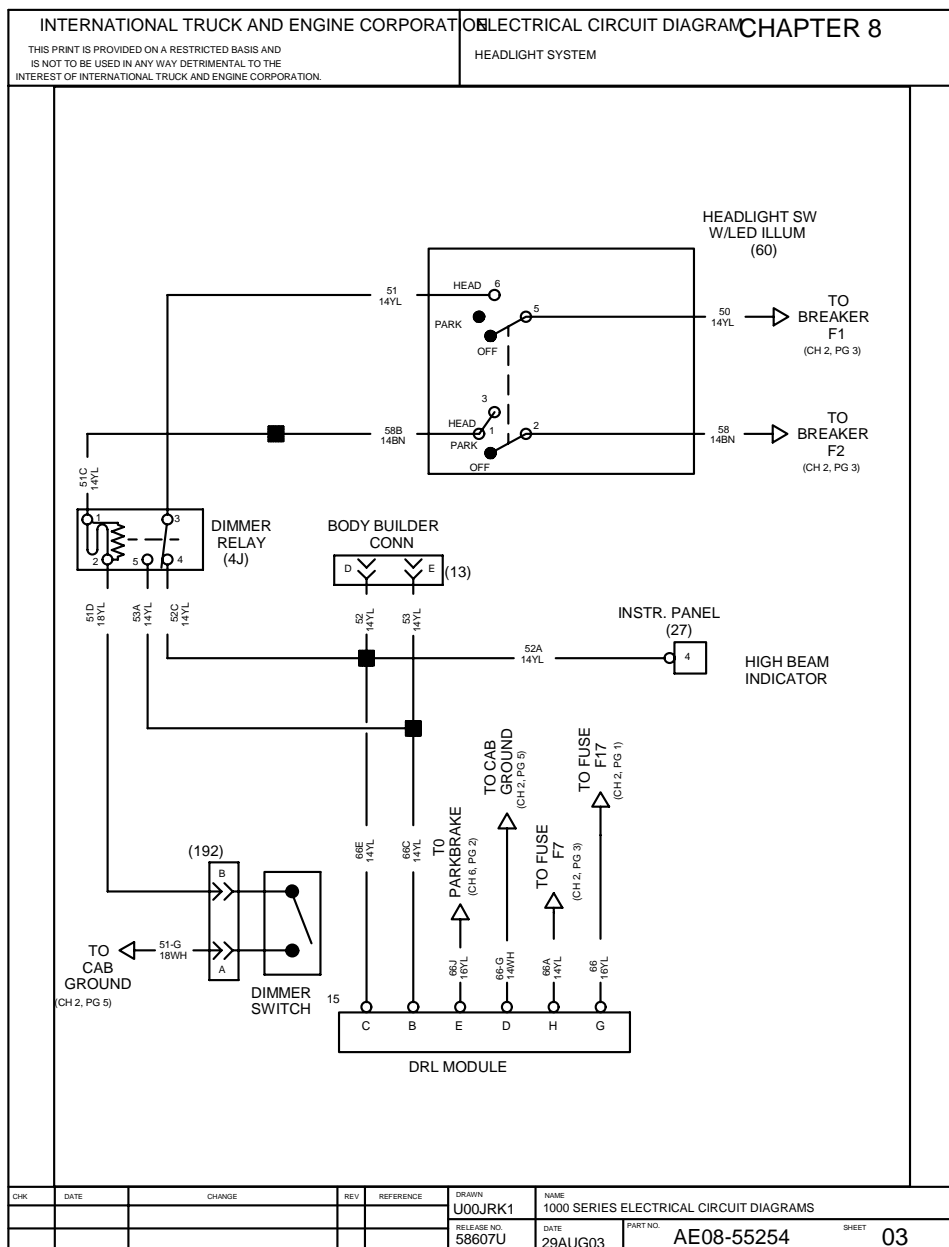 INTERNATIONAL TRUCK AND ENGINE CORPORATION
ELECTRICAL CIRCUIT DIAGRAM
CHAPTER 8
THIS PRINT IS PROVIDED ON A RESTRICTED BASIS AND
IS NOT TO BE USED IN ANY WAY DETRIMENTAL TO THE
INTEREST OF INTERNATIONAL TRUCK AND ENGINE CORPORATION.
HEADLIGHT SYSTEM
HEADLIGHT SW
W/LED ILLUM
(60)
51
14YL
HEAD
6
PARK
OFF
5
50
14YL
TO
BREAKER
F1
(CH 2, PG 3)
58B
14BN
3
HEAD
1
PARK
OFF
2
58
14BN
TO
BREAKER
F2
(CH 2, PG 3)
51C
14YL
1
3
2
5
4
DIMMER
RELAY
(4J)
BODY BUILDER
CONN
D
E
(13)
51D
18YL
53A
14YL
52C
14YL
52
14YL
53
14YL
INSTR. PANEL
(27)
52A
14YL
4
HIGH BEAM
INDICATOR
66E
14YL
66C
14YL
T0
PARKBRAKE
(CH 6, PG 2)
TO CAB
GROUND
(CH 2, PG 5)
TO FUSE
F7
(CH 2, PG 3)
TO FUSE
F17
(CH 2, PG 1)
(192)
B
A
TO
CAB
GROUND
(CH 2, PG 5)
51-G
18WH
DIMMER
SWITCH
66J
16YL
66-G
14WH
66A
14YL
66
16YL
15
C
B
E
D
H
G
DRL MODULE
CHK
DATE
CHANGE
REV
REFERENCE
DRAWN
U00JRK1
NAME
1000 SERIES ELECTRICAL CIRCUIT DIAGRAMS
RELEASE NO.
58607U
DATE
29AUG03
PART NO.
AE08-55254
SHEET
03